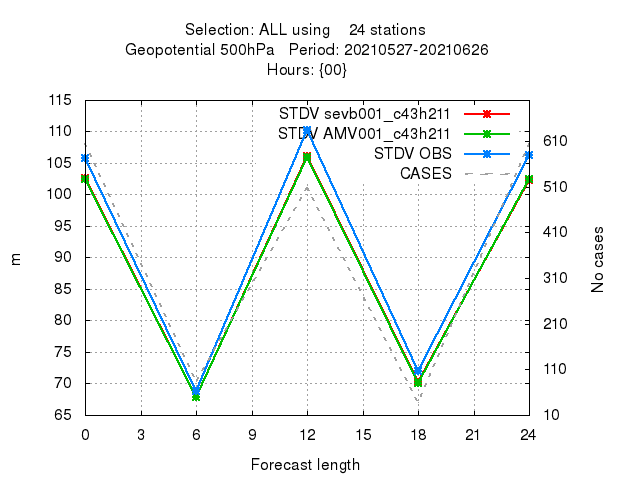 Selection: ALL using    24 stations
Geopotential 500hPa   Period: 20210527-20210626
Hours: {00}
STDV sevb001_c43h211
STDV AMV001_c43h211
STDV OBS
CASES
115
110
105
100
95
90
85
80
75
70
65
m
610
510
410
310
210
110
10
No cases
0 3 6 9 12 15 18 21 24
Forecast length